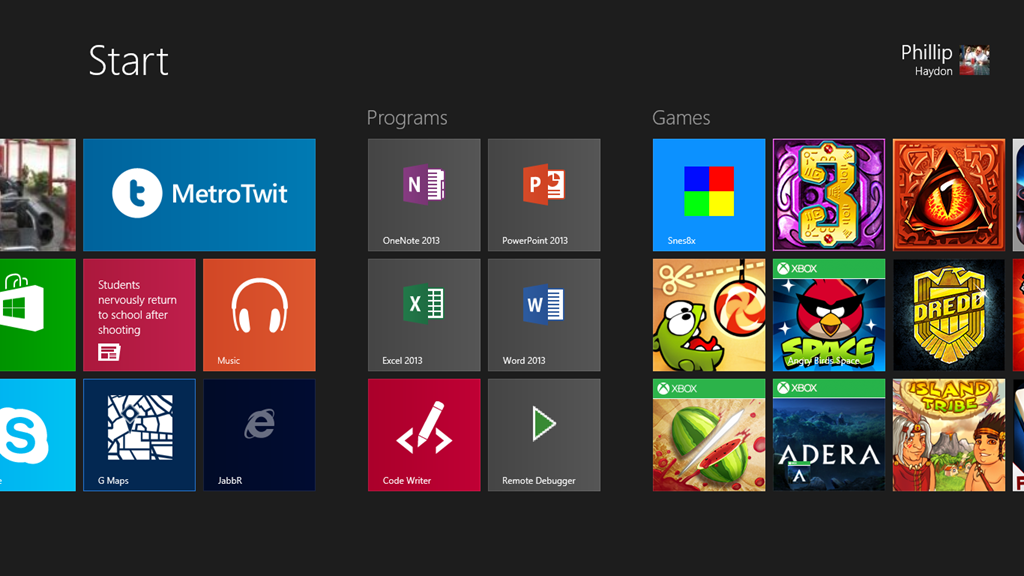 Start
Phillip
Haydon
Programs
Games
t MetroTwit
N
OneNote 2013
P
PowerPoint 2013
Snes8x
3
Students
nervously return
to school after
shooting
Music
X
Excel 2013
W
Word 2013
XBOX
SPACE
Angry Birds Space
DREDD
S
e
G Maps
JabbR
Code Writer
Remote Debugger
XBOX
XBOX
ADERA
A
ISLAND
TRIBE